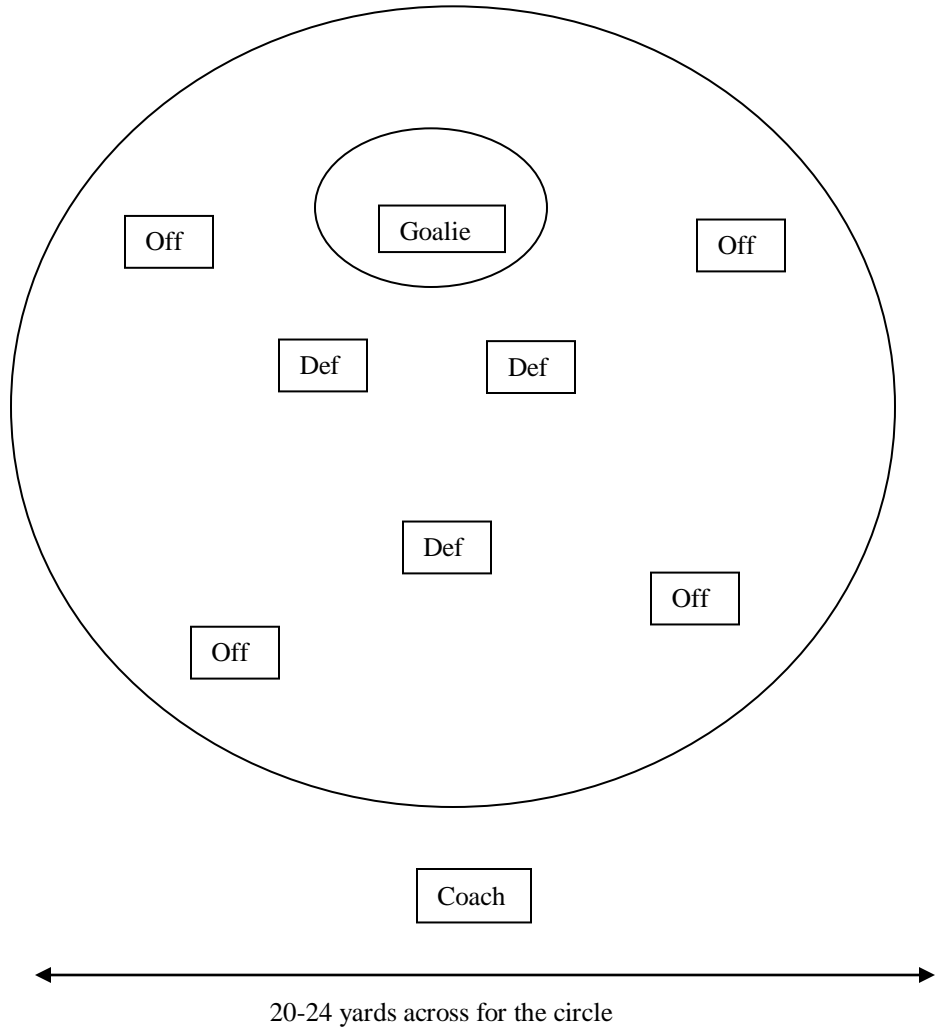 Goalie
Off
Off
Def
Def
Def
Off
Off
Coach
20-24 yards across for the circle